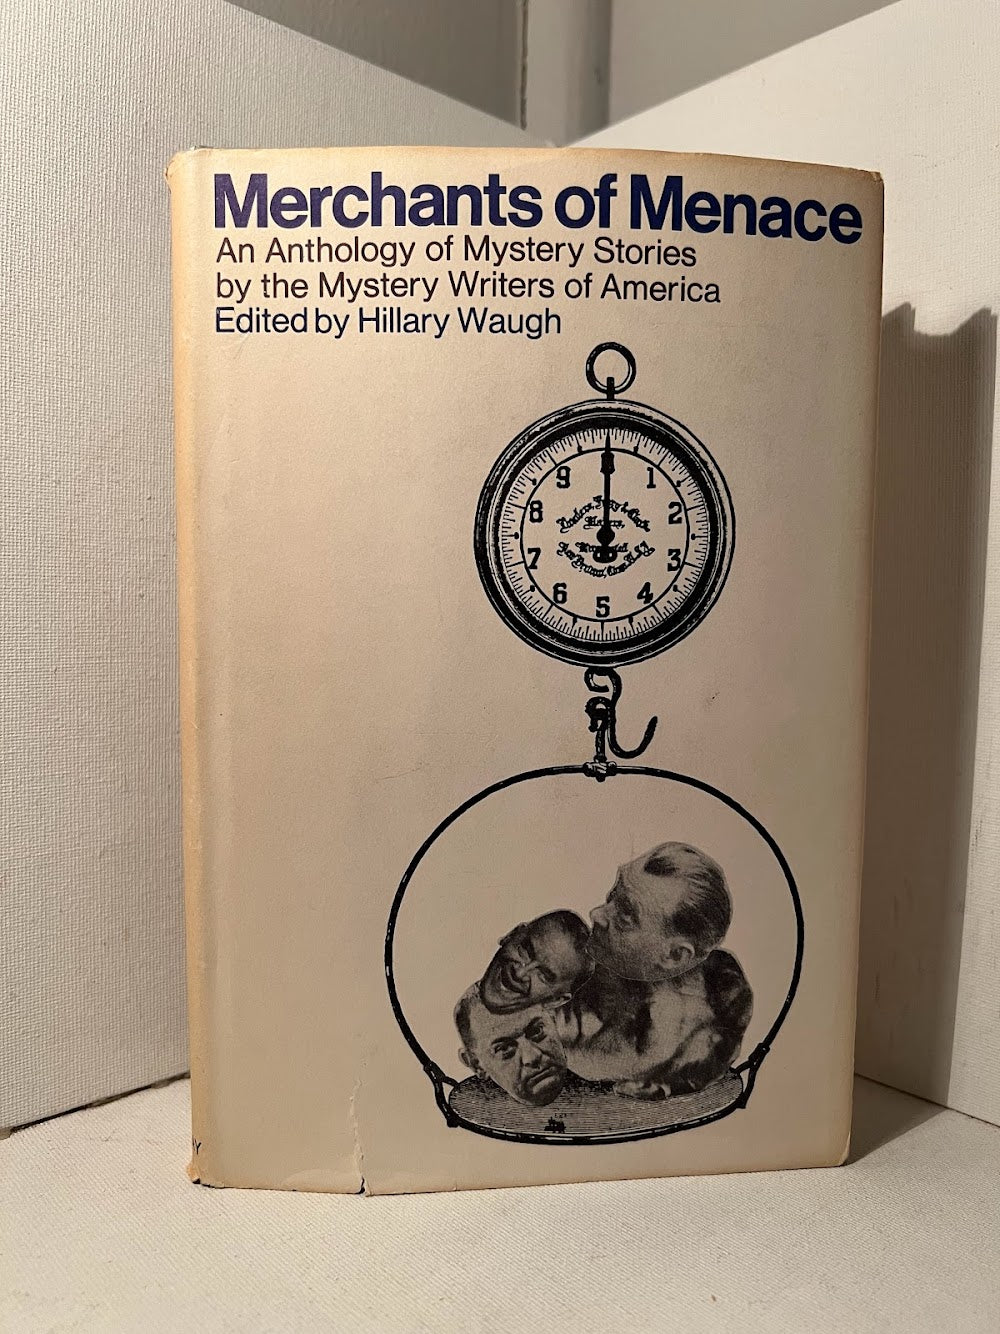 Merchants of Menace
An Anthology of Mystery Stories
by the Mystery Writers of America
Edited by Hillary Waugh
9 1
8 2
7 3
6 4
5
Y